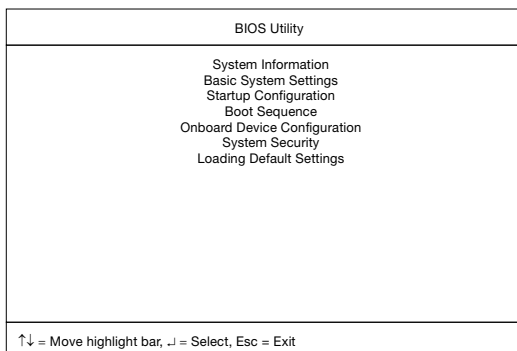 BIOS Utility
System Information
Basic System Settings
Startup Configuration
Boot Sequence
Onboard Device Configuration
System Security
Loading Default Settings
↑↓ = Move highlight bar, ↵ = Select, Esc = Exit